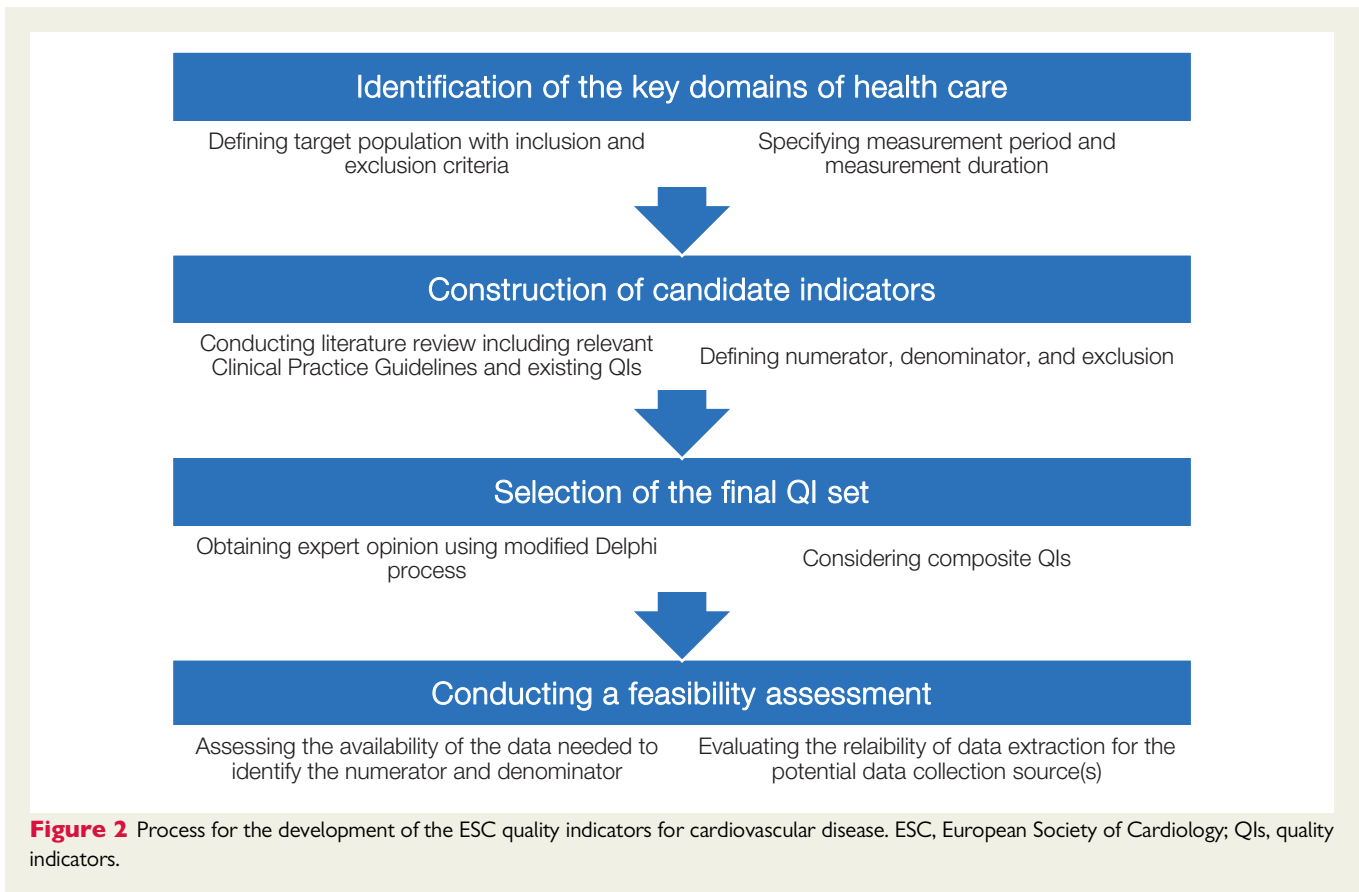 Identification of the key domains of health care
Defining target population with inclusion and
exclusion criteria
Specifying measurement period and
measurement duration
Construction of candidate indicators
Conducting literature review including relevant
Clinical Practice Guidelines and existing QIs
Defining numerator, denominator, and exclusion
Selection of the final QI set
Obtaining expert opinion using modified Delphi
process
Considering composite QIs
Conducting a feasibility assessment
Assessing the availability of the data needed to
identify the numerator and denominator
Evaluating the relaibility of data extraction for the
potential data collection source(s)
Figure 2 Process for the development of the ESC quality indicators for cardiovascular disease. ESC, European Society of Cardiology; QIs, quality
indicators.